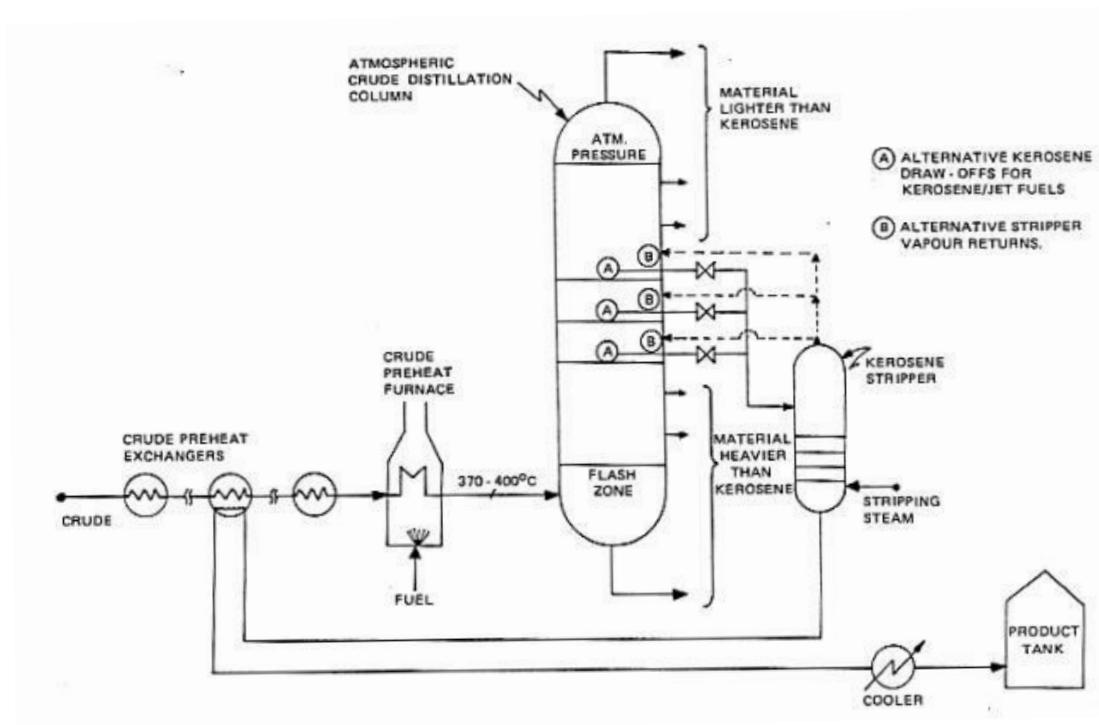 ATMOSPHERIC
CRUDE DISTILLATION
COLUMN
MATERIAL
LIGHTER THAN
KEROSENE
ATM.
PRESSURE
A ALTERNATIVE KEROSENE
DRAW-OFFS FOR
KEROSENE/JET FUELS
B ALTERNATIVE STRIPPER
VAPOUR RETURNS.
B
A
B
A
B
A
CRUDE
PREHEAT
FURNACE
KEROSENE
STRIPPER
CRUDE PREHEAT
EXCHANGERS
MATERIAL
HEAVIER
THAN
KEROSENE
FLASH
ZONE
370-400°C
CRUDE
STRIPPING
STEAM
FUEL
PRODUCT
TANK
COOLER